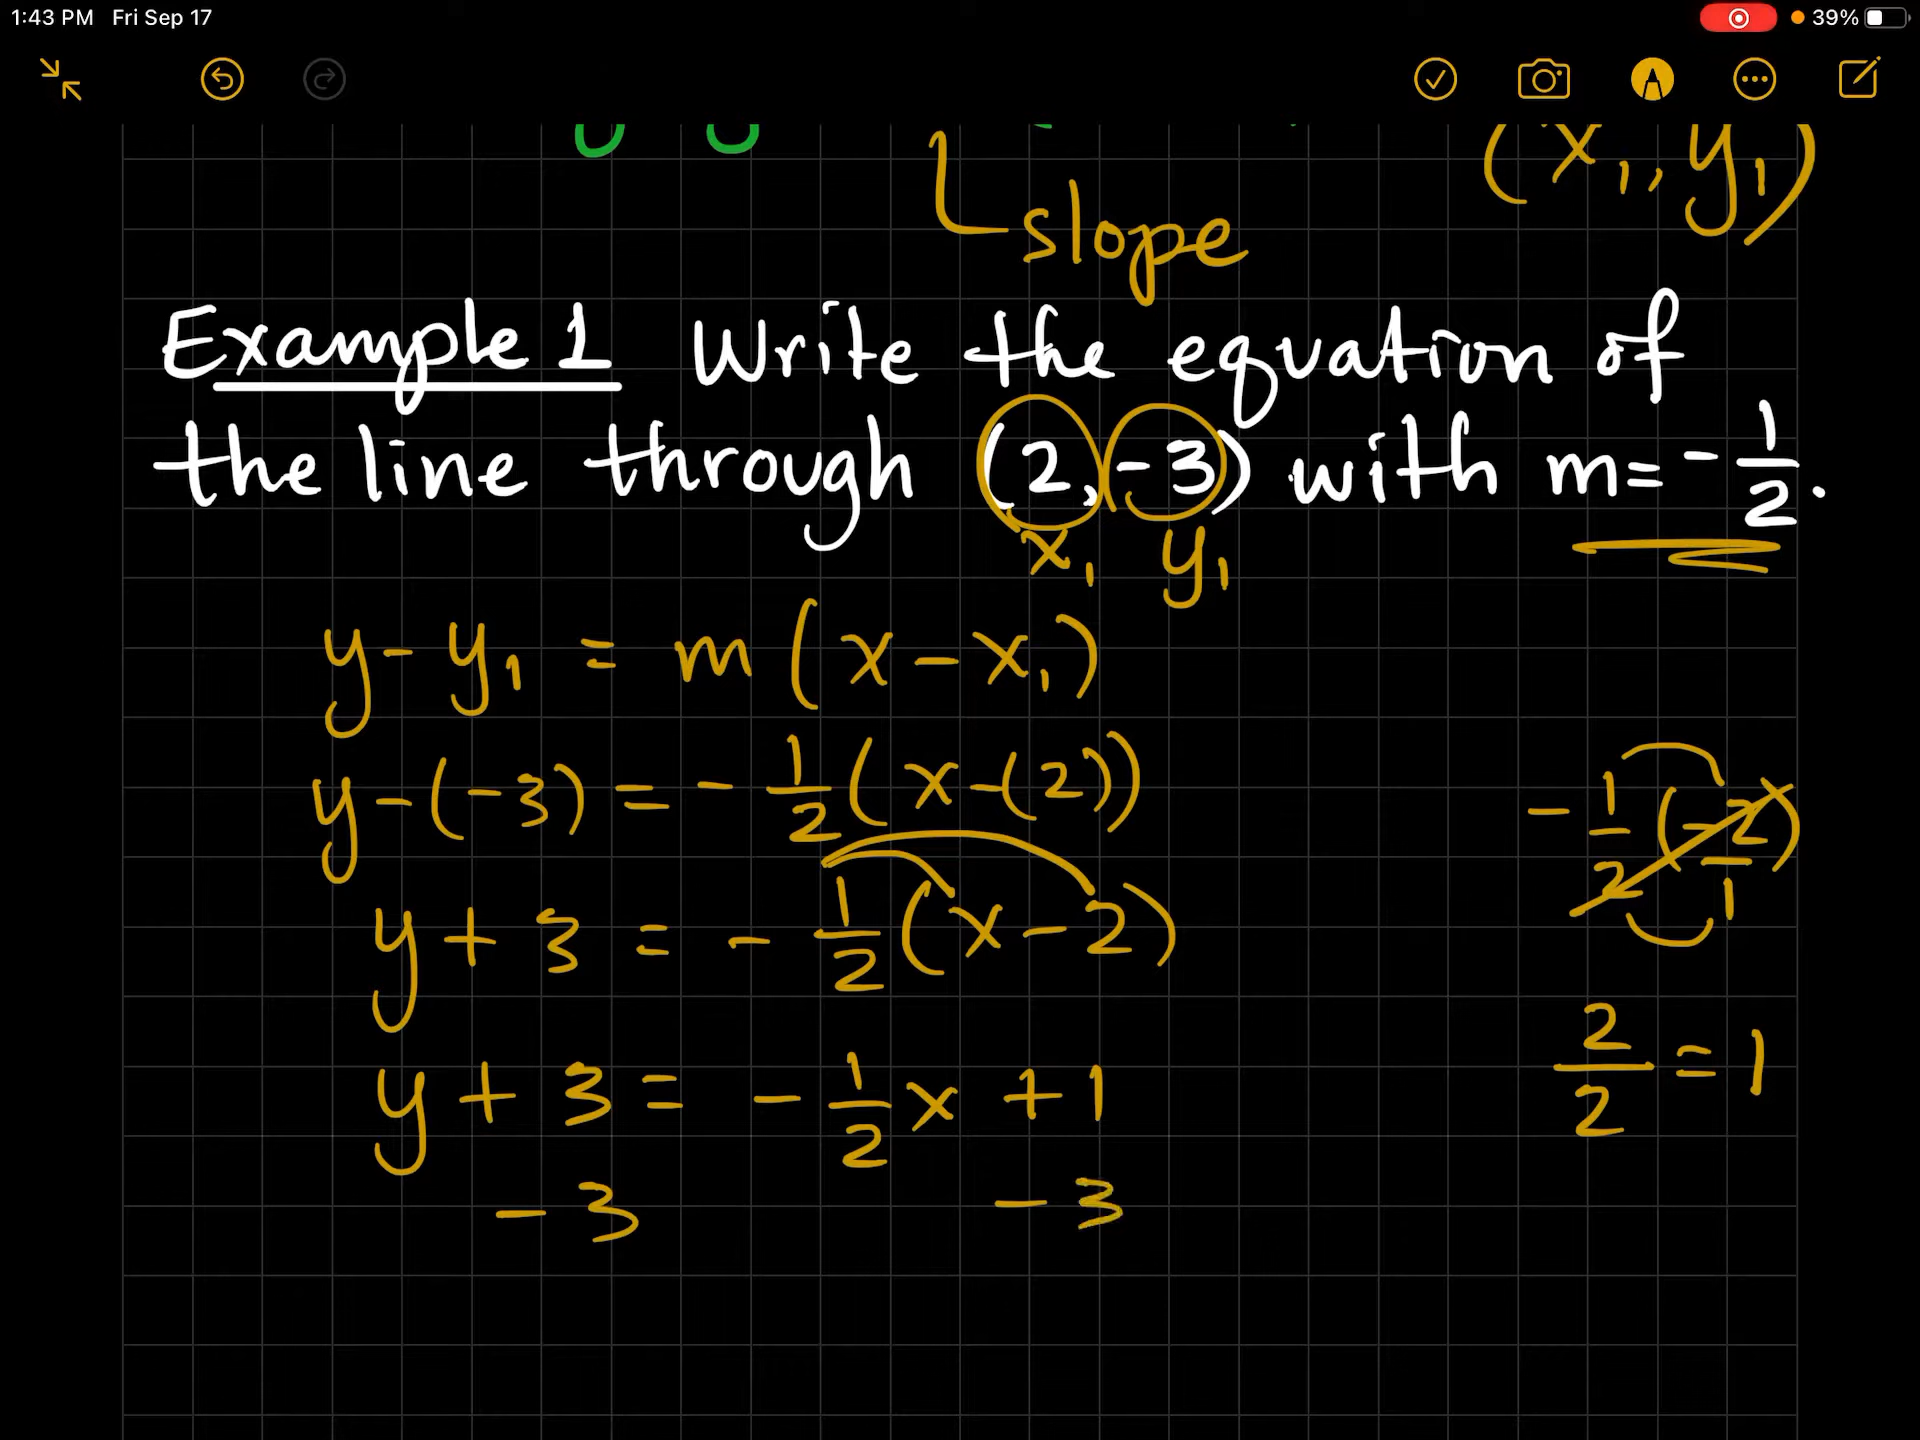 1:43 PM Fri Sep 17 39%
(x₁, y₁)
slope
Example 1 Write the equation of
the line through (2, -3) with m = -1/2.
x₁ y₁
y - y₁ = m(x - x₁)
y - (-3) = -1/2(x - (2))
-1/2(-2/1)
y + 3 = -1/2(x - 2)
2/2 = 1
y + 3 = -1/2x + 1
-3 -3